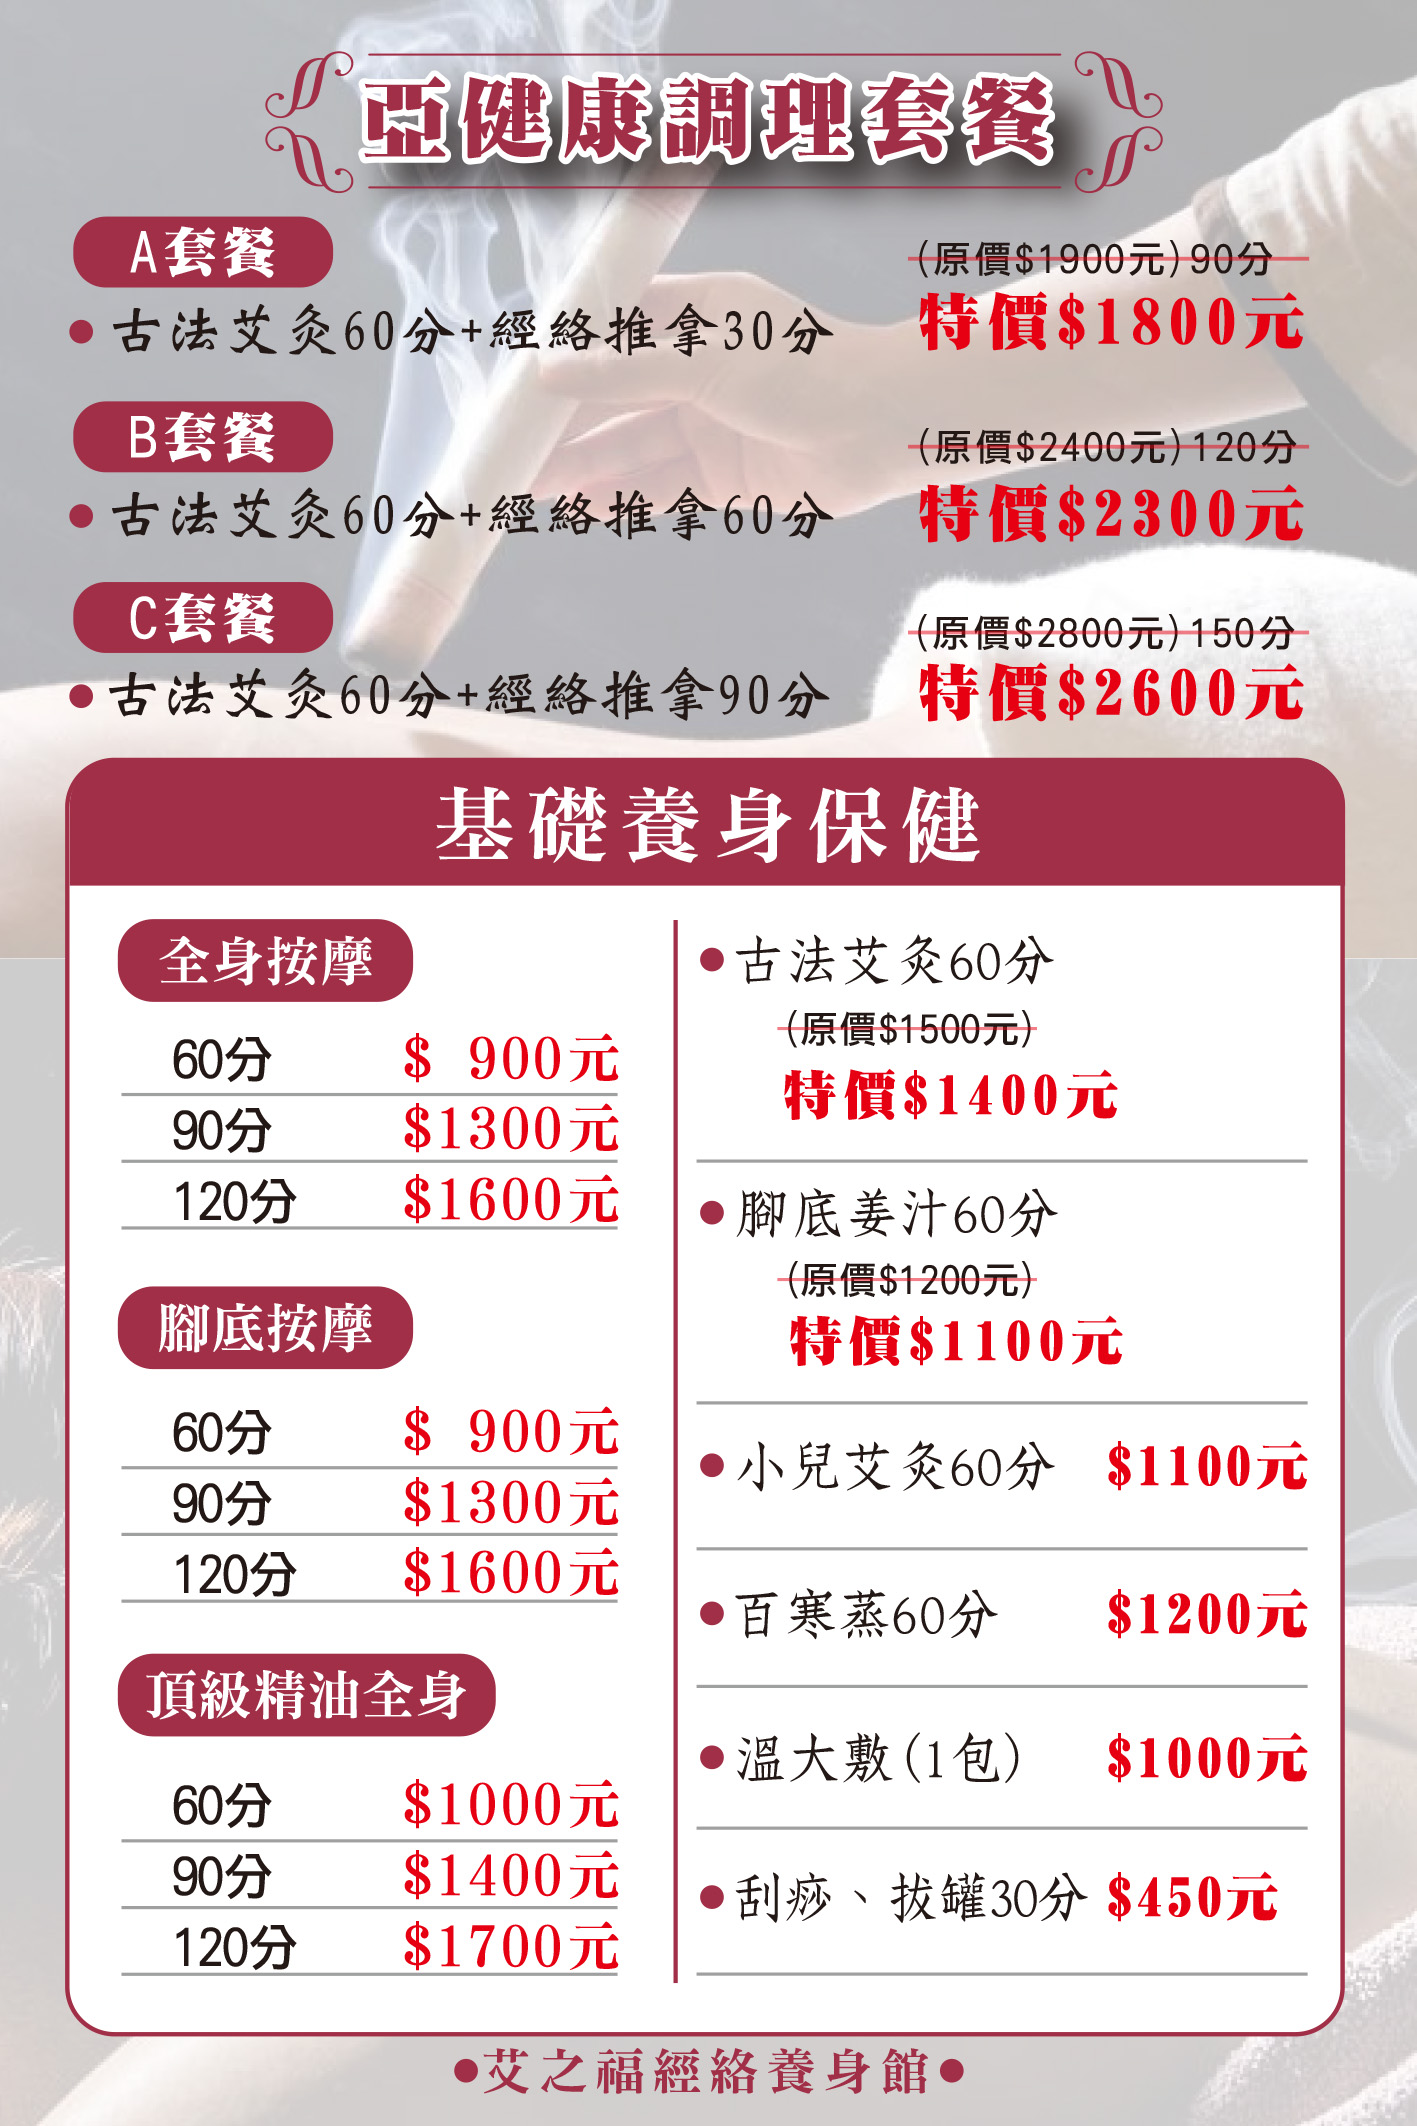 亞健康調理套餐
A套餐
(原價$1900元)90分
古法艾灸60分+經絡推拿30分
特價$1800元
B套餐
(原價$2400元)120分
古法艾灸60分+經絡推拿60分
特價$2300元
C套餐
(原價$2800元)150分
古法艾灸60分+經絡推拿90分
特價$2600元
基礎養身保健
全身按摩
60分 $ 900元
90分 $1300元
120分 $1600元
腳底按摩
60分 $ 900元
90分 $1300元
120分 $1600元
頂級精油全身
60分 $1000元
90分 $1400元
120分 $1700元
古法艾灸60分
(原價$1500元)
特價$1400元
腳底姜汁60分
(原價$1200元)
特價$1100元
小兒艾灸60分 $1100元
百寒蒸60分 $1200元
溫大敷(1包) $1000元
刮痧、拔罐30分 $450元
●艾之福經絡養身館●